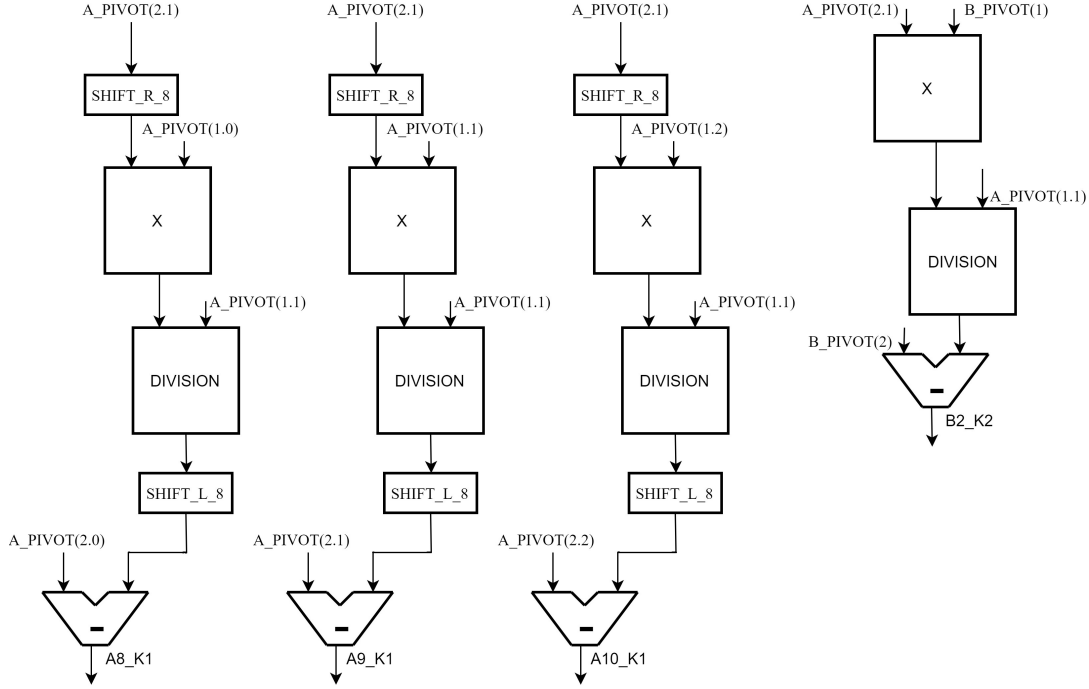 A_PIVOT(2.1)
SHIFT_R_8
A_PIVOT(1.0)
X
A_PIVOT(1.1)
DIVISION
SHIFT_L_8
A_PIVOT(2.0)
-
A8_K1
A_PIVOT(2.1)
SHIFT_R_8
A_PIVOT(1.1)
X
A_PIVOT(1.1)
DIVISION
SHIFT_L_8
A_PIVOT(2.1)
-
A9_K1
A_PIVOT(2.1)
SHIFT_R_8
A_PIVOT(1.2)
X
A_PIVOT(1.1)
DIVISION
SHIFT_L_8
A_PIVOT(2.2)
-
A10_K1
A_PIVOT(2.1)
B_PIVOT(1)
X
A_PIVOT(1.1)
DIVISION
B_PIVOT(2)
-
B2_K2